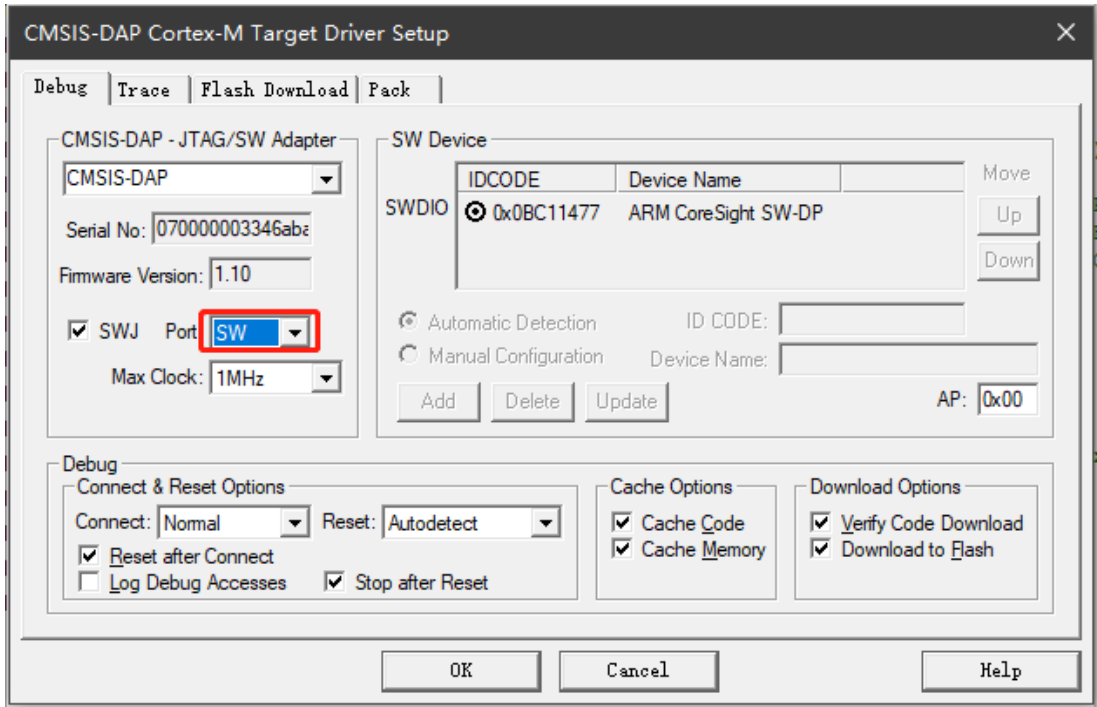 CMSIS-DAP Cortex-M Target Driver Setup
Debug Trace Flash Download Pack
CMSIS-DAP - JTAG/SW Adapter
CMSIS-DAP
Serial No: 070000003346aba
Firmware Version: 1.10
SWJ Port SW
Max Clock: 1MHz
SW Device
IDCODE Device Name
SWDIO 0x0BC11477 ARM CoreSight SW-DP
Move
Up
Down
Automatic Detection ID CODE:
Manual Configuration Device Name:
Add Delete Update AP: 0x00
Debug
Connect & Reset Options
Connect: Normal Reset: Autodetect
Reset after Connect
Log Debug Accesses Stop after Reset
Cache Options
Cache Code
Cache Memory
Download Options
Verify Code Download
Download to Flash
OK Cancel Help